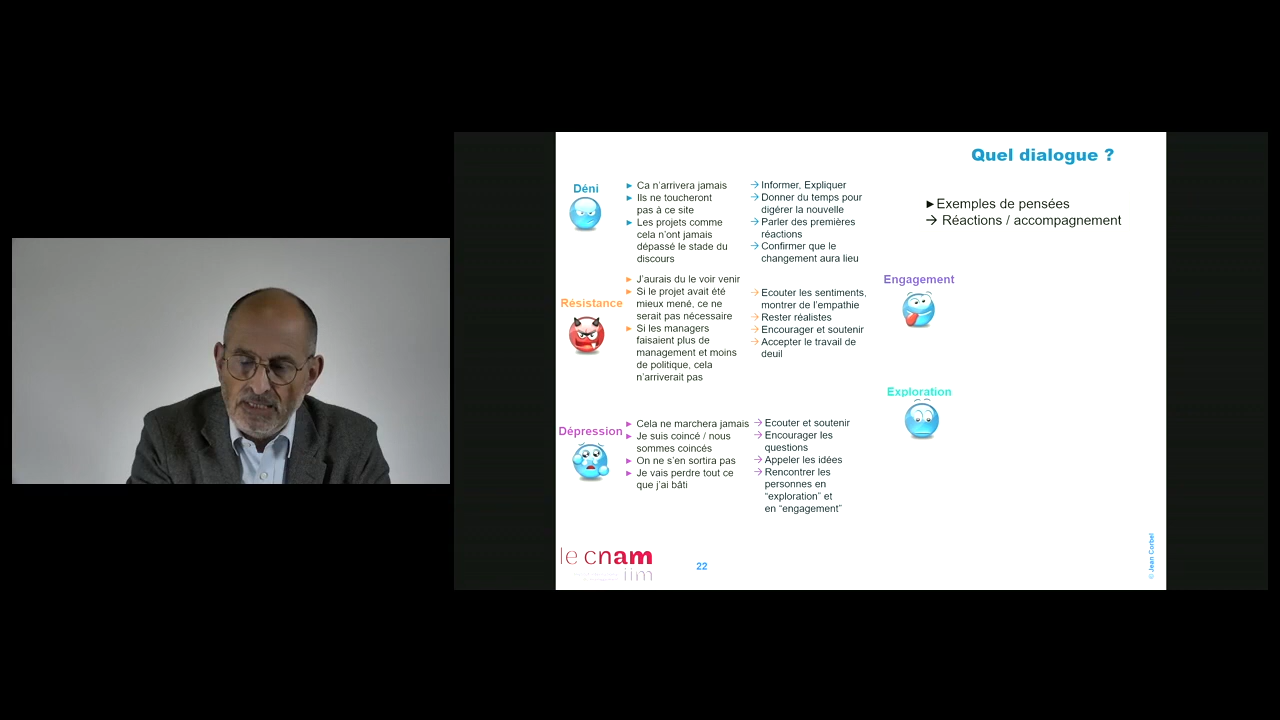 Quel dialogue ?
►Exemples de pensées
→ Réactions / accompagnement
Déni
► Ca n'arrivera jamais
► Ils ne toucheront
pas à ce site
► Les projets comme
cela n'ont jamais
dépassé le stade du
discours
→ Informer, Expliquer
→ Donner du temps pour
digérer la nouvelle
→ Parler des premières
réactions
→ Confirmer que le
changement aura lieu
Résistance
► J'aurais du le voir venir
► Si le projet avait été
mieux mené, ce ne
serait pas nécessaire
► Si les managers
faisaient plus de
management et moins
de politique, cela
n'arriverait pas
→ Ecouter les sentiments,
montrer de l'empathie
→ Rester réalistes
→ Encourager et soutenir
→ Accepter le travail de
deuil
Dépression
► Cela ne marchera jamais
► Je suis coincé / nous
sommes coincés
► On ne s'en sortira pas
► Je vais perdre tout ce
que j'ai bâti
→ Ecouter et soutenir
→ Encourager les
questions
→ Appeler les idées
→ Rencontrer les
personnes en
"exploration" et
en "engagement"
Engagement
Exploration
le cnam
iim
22
© Jean Corbel